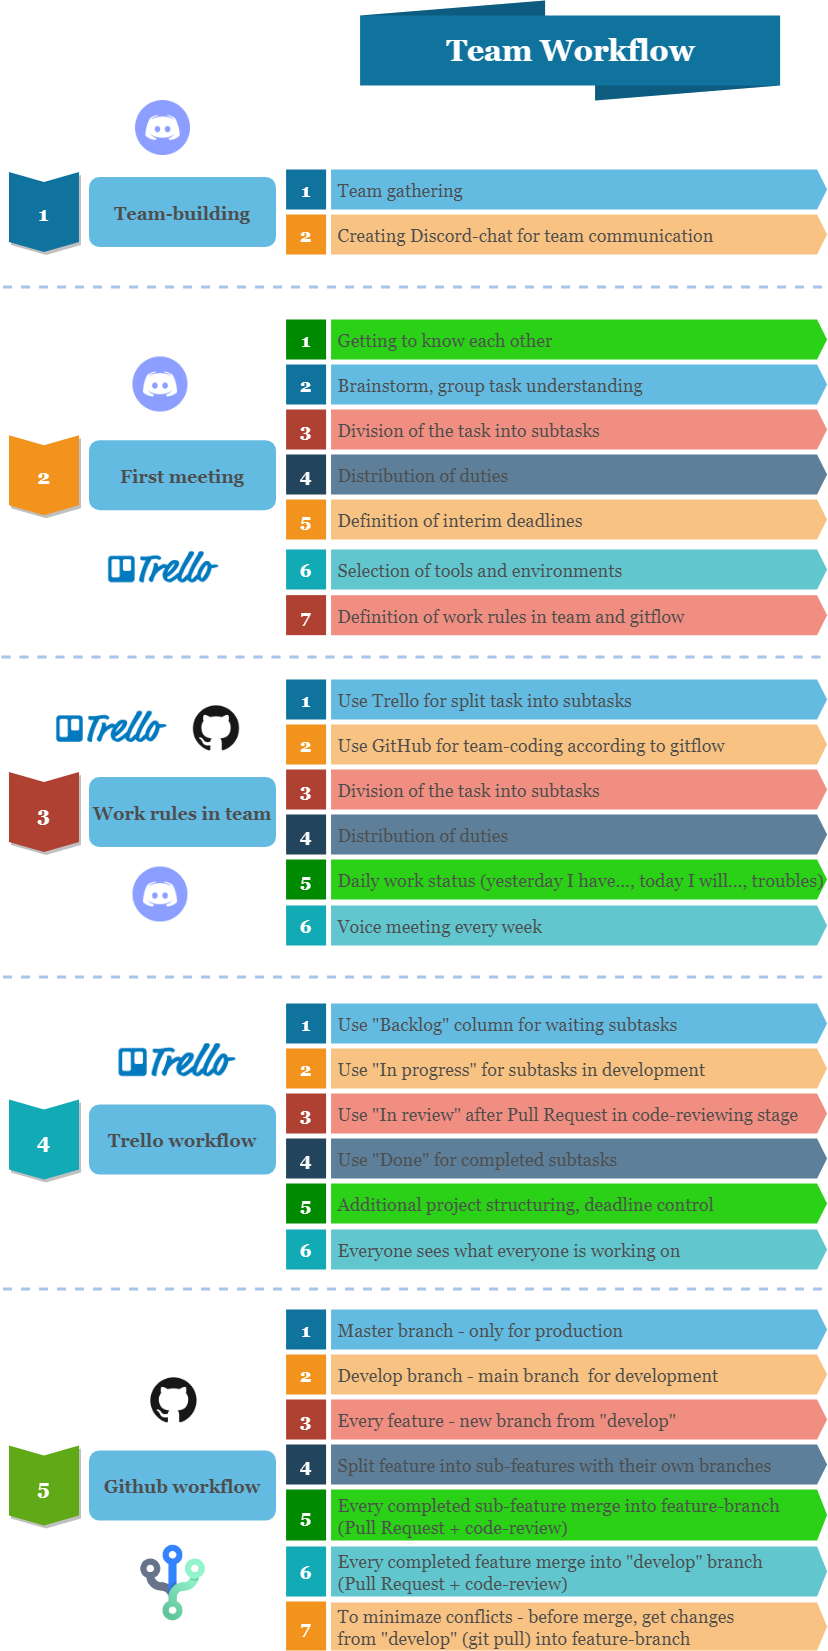 Team Workflow
1
Team-building
1
Team gathering
2
Creating Discord-chat for team communication
2
First meeting
Trello
1
Getting to know each other
2
Brainstorm, group task understanding
3
Division of the task into subtasks
4
Distribution of duties
5
Definition of interim deadlines
6
Selection of tools and environments
7
Definition of work rules in team and gitflow
Trello
3
Work rules in team
1
Use Trello for split task into subtasks
2
Use GitHub for team-coding according to gitflow
3
Division of the task into subtasks
4
Distribution of duties
5
Daily work status (yesterday I have..., today I will..., troubles)
6
Voice meeting every week
Trello
4
Trello workflow
1
Use "Backlog" column for waiting subtasks
2
Use "In progress" for subtasks in development
3
Use "In review" after Pull Request in code-reviewing stage
4
Use "Done" for completed subtasks
5
Additional project structuring, deadline control
6
Everyone sees what everyone is working on
5
Github workflow
1
Master branch - only for production
2
Develop branch - main branch  for development
3
Every feature - new branch from "develop"
4
Split feature into sub-features with their own branches
5
Every completed sub-feature merge into feature-branch
(Pull Request + code-review)
6
Every completed feature merge into "develop" branch
(Pull Request + code-review)
7
To minimaze conflicts - before merge, get changes
from "develop" (git pull) into feature-branch